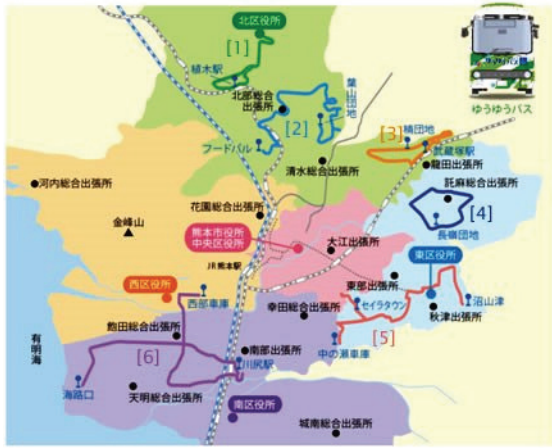 北区役所
[1]
植木駅
北部総合
出張所
葉山団地
[2]
フードパル
ゆうゆうバス
[3]
楠団地
武蔵塚駅
龍田出張所
清水総合出張所
託麻総合出張所
[4]
長嶺団地
河内総合出張所
花園総合出張所
金峰山
熊本市役所
中央区役所
大江出張所
JR熊本駅
東区役所
東部出張所
西区役所
西部車庫
セイラタウン
沼山津
幸田総合出張所
秋津出張所
[5]
有明海
飽田総合出張所
[6]
南部出張所
中の瀬車庫
川尻駅
海路口
天明総合出張所
南区役所
城南総合出張所